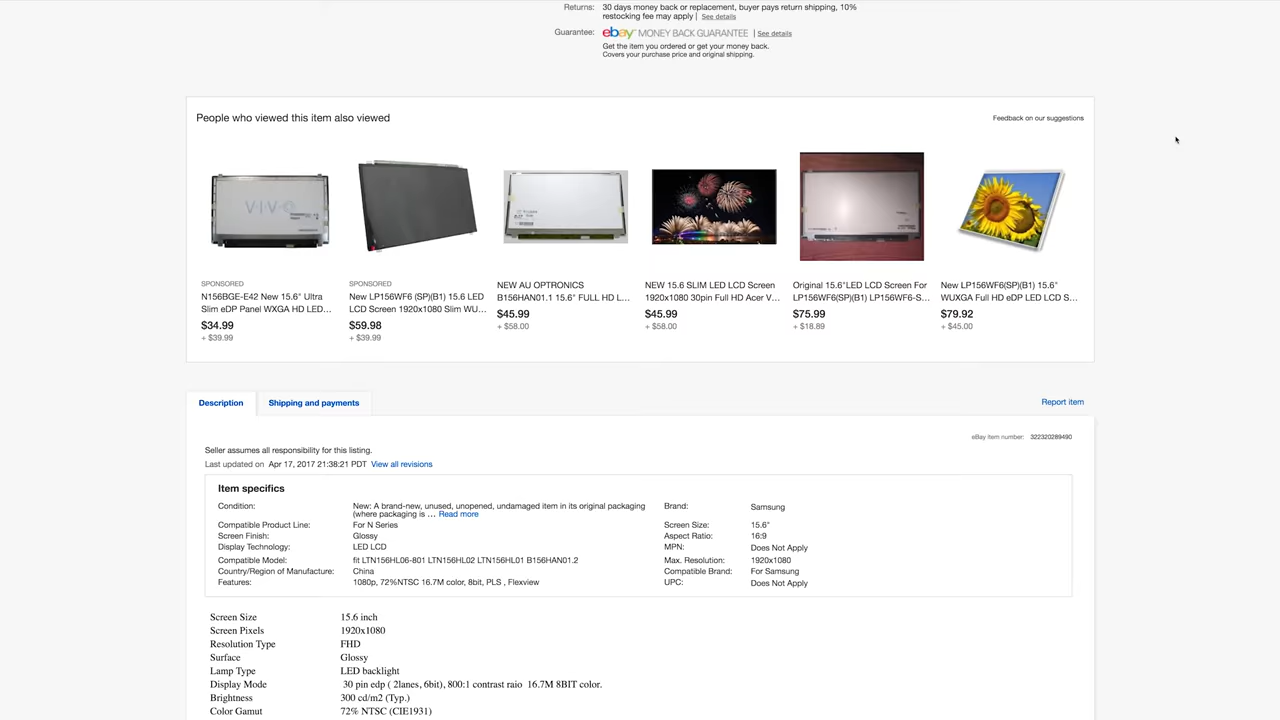 Returns: 30 days money back or replacement, buyer pays return shipping, 10%
restocking fee may apply | See details
Guarantee: ebay MONEY BACK GUARANTEE | See details
Get the item you ordered or get your money back.
Covers your purchase price and original shipping.
People who viewed this item also viewed
Feedback on our suggestions
VIVO
SPONSORED
N156BGE-E42 New 15.6" Ultra
Slim eDP Panel WXGA HD LED...
$34.99
+ $39.99
SPONSORED
New LP156WF6 (SP)(B1) 15.6 LED
LCD Screen 1920x1080 Slim WU...
$59.98
+ $39.99
NEW AU OPTRONICS
B156HAN01.1 15.6" FULL HD L...
$45.99
+ $58.00
NEW 15.6 SLIM LED LCD Screen
1920x1080 30pin Full HD Acer V...
$45.99
+ $58.00
Original 15.6"LED LCD Screen For
LP156WF6(SP)(B1) LP156WF6-S...
$75.99
+ $18.89
New LP156WF6(SP)(B1) 15.6"
WUXGA Full HD eDP LED LCD S...
$79.92
+ $45.00
Description
Shipping and payments
Report item
eBay item number: 322320289490
Seller assumes all responsibility for this listing.
Last updated on Apr 17, 2017 21:38:21 PDT View all revisions
Item specifics
Condition: New: A brand-new, unused, unopened, undamaged item in its original packaging
(where packaging is ... Read more
Brand: Samsung
Compatible Product Line: For N Series
Screen Size: 15.6"
Screen Finish: Glossy
Aspect Ratio: 16:9
Display Technology: LED LCD
MPN: Does Not Apply
Compatible Model: fit LTN156HL06-801 LTN156HL02 LTN156HL01 B156HAN01.2
Max. Resolution: 1920x1080
Country/Region of Manufacture: China
Compatible Brand: For Samsung
Features: 1080p, 72%NTSC 16.7M color, 8bit, PLS , Flexview
UPC: Does Not Apply
Screen Size 15.6 inch
Screen Pixels 1920x1080
Resolution Type FHD
Surface Glossy
Lamp Type LED backlight
Display Mode 30 pin edp ( 2lanes, 6bit), 800:1 contrast raio 16.7M 8BIT color.
Brightness 300 cd/m2 (Typ.)
Color Gamut 72% NTSC (CIE1931)